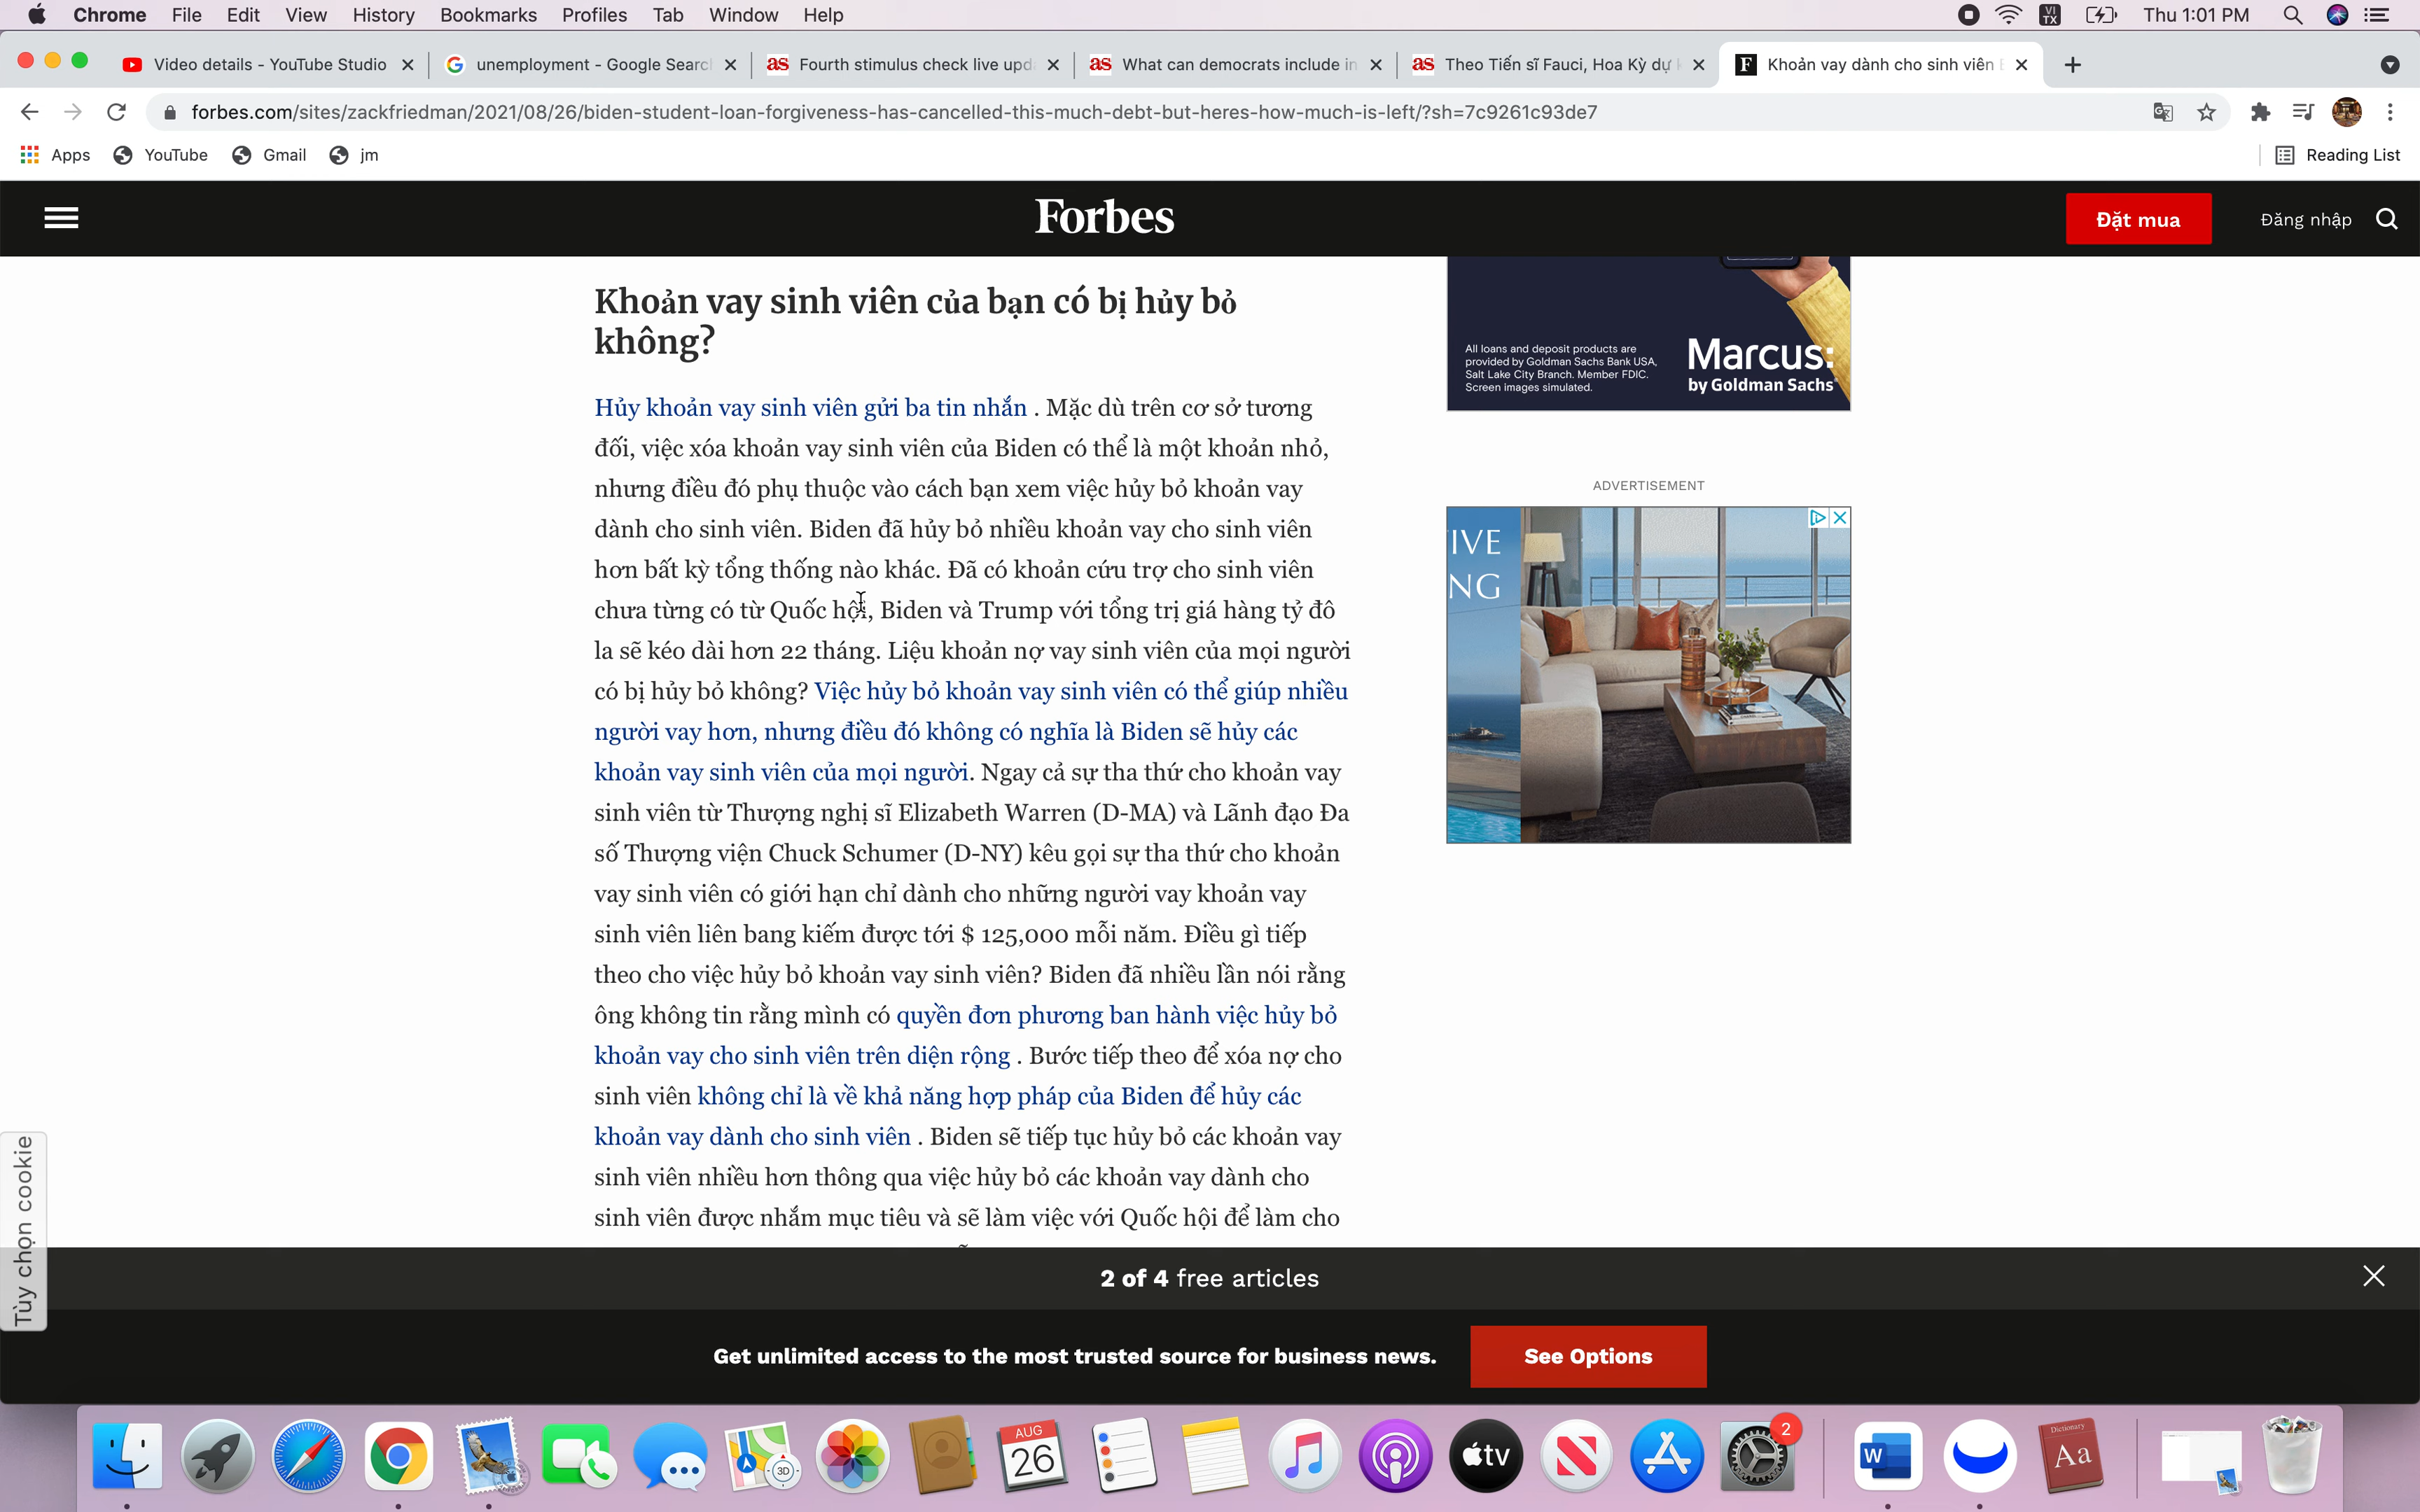 Chrome File Edit View History Bookmarks Profiles Tab Window Help
VI TX Thu 1:01 PM
Video details - YouTube Studio
unemployment - Google Searc
as Fourth stimulus check live upd
as What can democrats include in
as Theo Tiến sĩ Fauci, Hoa Kỳ dự
F Khoản vay dành cho sinh viên
forbes.com/sites/zackfriedman/2021/08/26/biden-student-loan-forgiveness-has-cancelled-this-much-debt-but-heres-how-much-is-left/?sh=7c9261c93de7
Apps YouTube Gmail jm Reading List
Forbes
Đặt mua
Đăng nhập
Khoản vay sinh viên của bạn có bị hủy bỏ
không?
Hủy khoản vay sinh viên gửi ba tin nhắn . Mặc dù trên cơ sở tương
đối, việc xóa khoản vay sinh viên của Biden có thể là một khoản nhỏ,
nhưng điều đó phụ thuộc vào cách bạn xem việc hủy bỏ khoản vay
dành cho sinh viên. Biden đã hủy bỏ nhiều khoản vay cho sinh viên
hơn bất kỳ tổng thống nào khác. Đã có khoản cứu trợ cho sinh viên
chưa từng có từ Quốc hội, Biden và Trump với tổng trị giá hàng tỷ đô
la sẽ kéo dài hơn 22 tháng. Liệu khoản nợ vay sinh viên của mọi người
có bị hủy bỏ không? Việc hủy bỏ khoản vay sinh viên có thể giúp nhiều
người vay hơn, nhưng điều đó không có nghĩa là Biden sẽ hủy các
khoản vay sinh viên của mọi người. Ngay cả sự tha thứ cho khoản vay
sinh viên từ Thượng nghị sĩ Elizabeth Warren (D-MA) và Lãnh đạo Đa
số Thượng viện Chuck Schumer (D-NY) kêu gọi sự tha thứ cho khoản
vay sinh viên có giới hạn chỉ dành cho những người vay khoản vay
sinh viên liên bang kiếm được tới $ 125,000 mỗi năm. Điều gì tiếp
theo cho việc hủy bỏ khoản vay sinh viên? Biden đã nhiều lần nói rằng
ông không tin rằng mình có quyền đơn phương ban hành việc hủy bỏ
khoản vay cho sinh viên trên diện rộng . Bước tiếp theo để xóa nợ cho
sinh viên không chỉ là về khả năng hợp pháp của Biden để hủy các
khoản vay dành cho sinh viên . Biden sẽ tiếp tục hủy bỏ các khoản vay
sinh viên nhiều hơn thông qua việc hủy bỏ các khoản vay dành cho
sinh viên được nhắm mục tiêu và sẽ làm việc với Quốc hội để làm cho
All loans and deposit products are
provided by Goldman Sachs Bank USA,
Salt Lake City Branch. Member FDIC.
Screen images simulated.
Marcus:
by Goldman Sachs
ADVERTISEMENT
IVE
NG
Tùy chọn cookie
2 of 4 free articles
Get unlimited access to the most trusted source for business news.
See Options
AUG
26
3D
tv
2
W
Dictionary
Aa